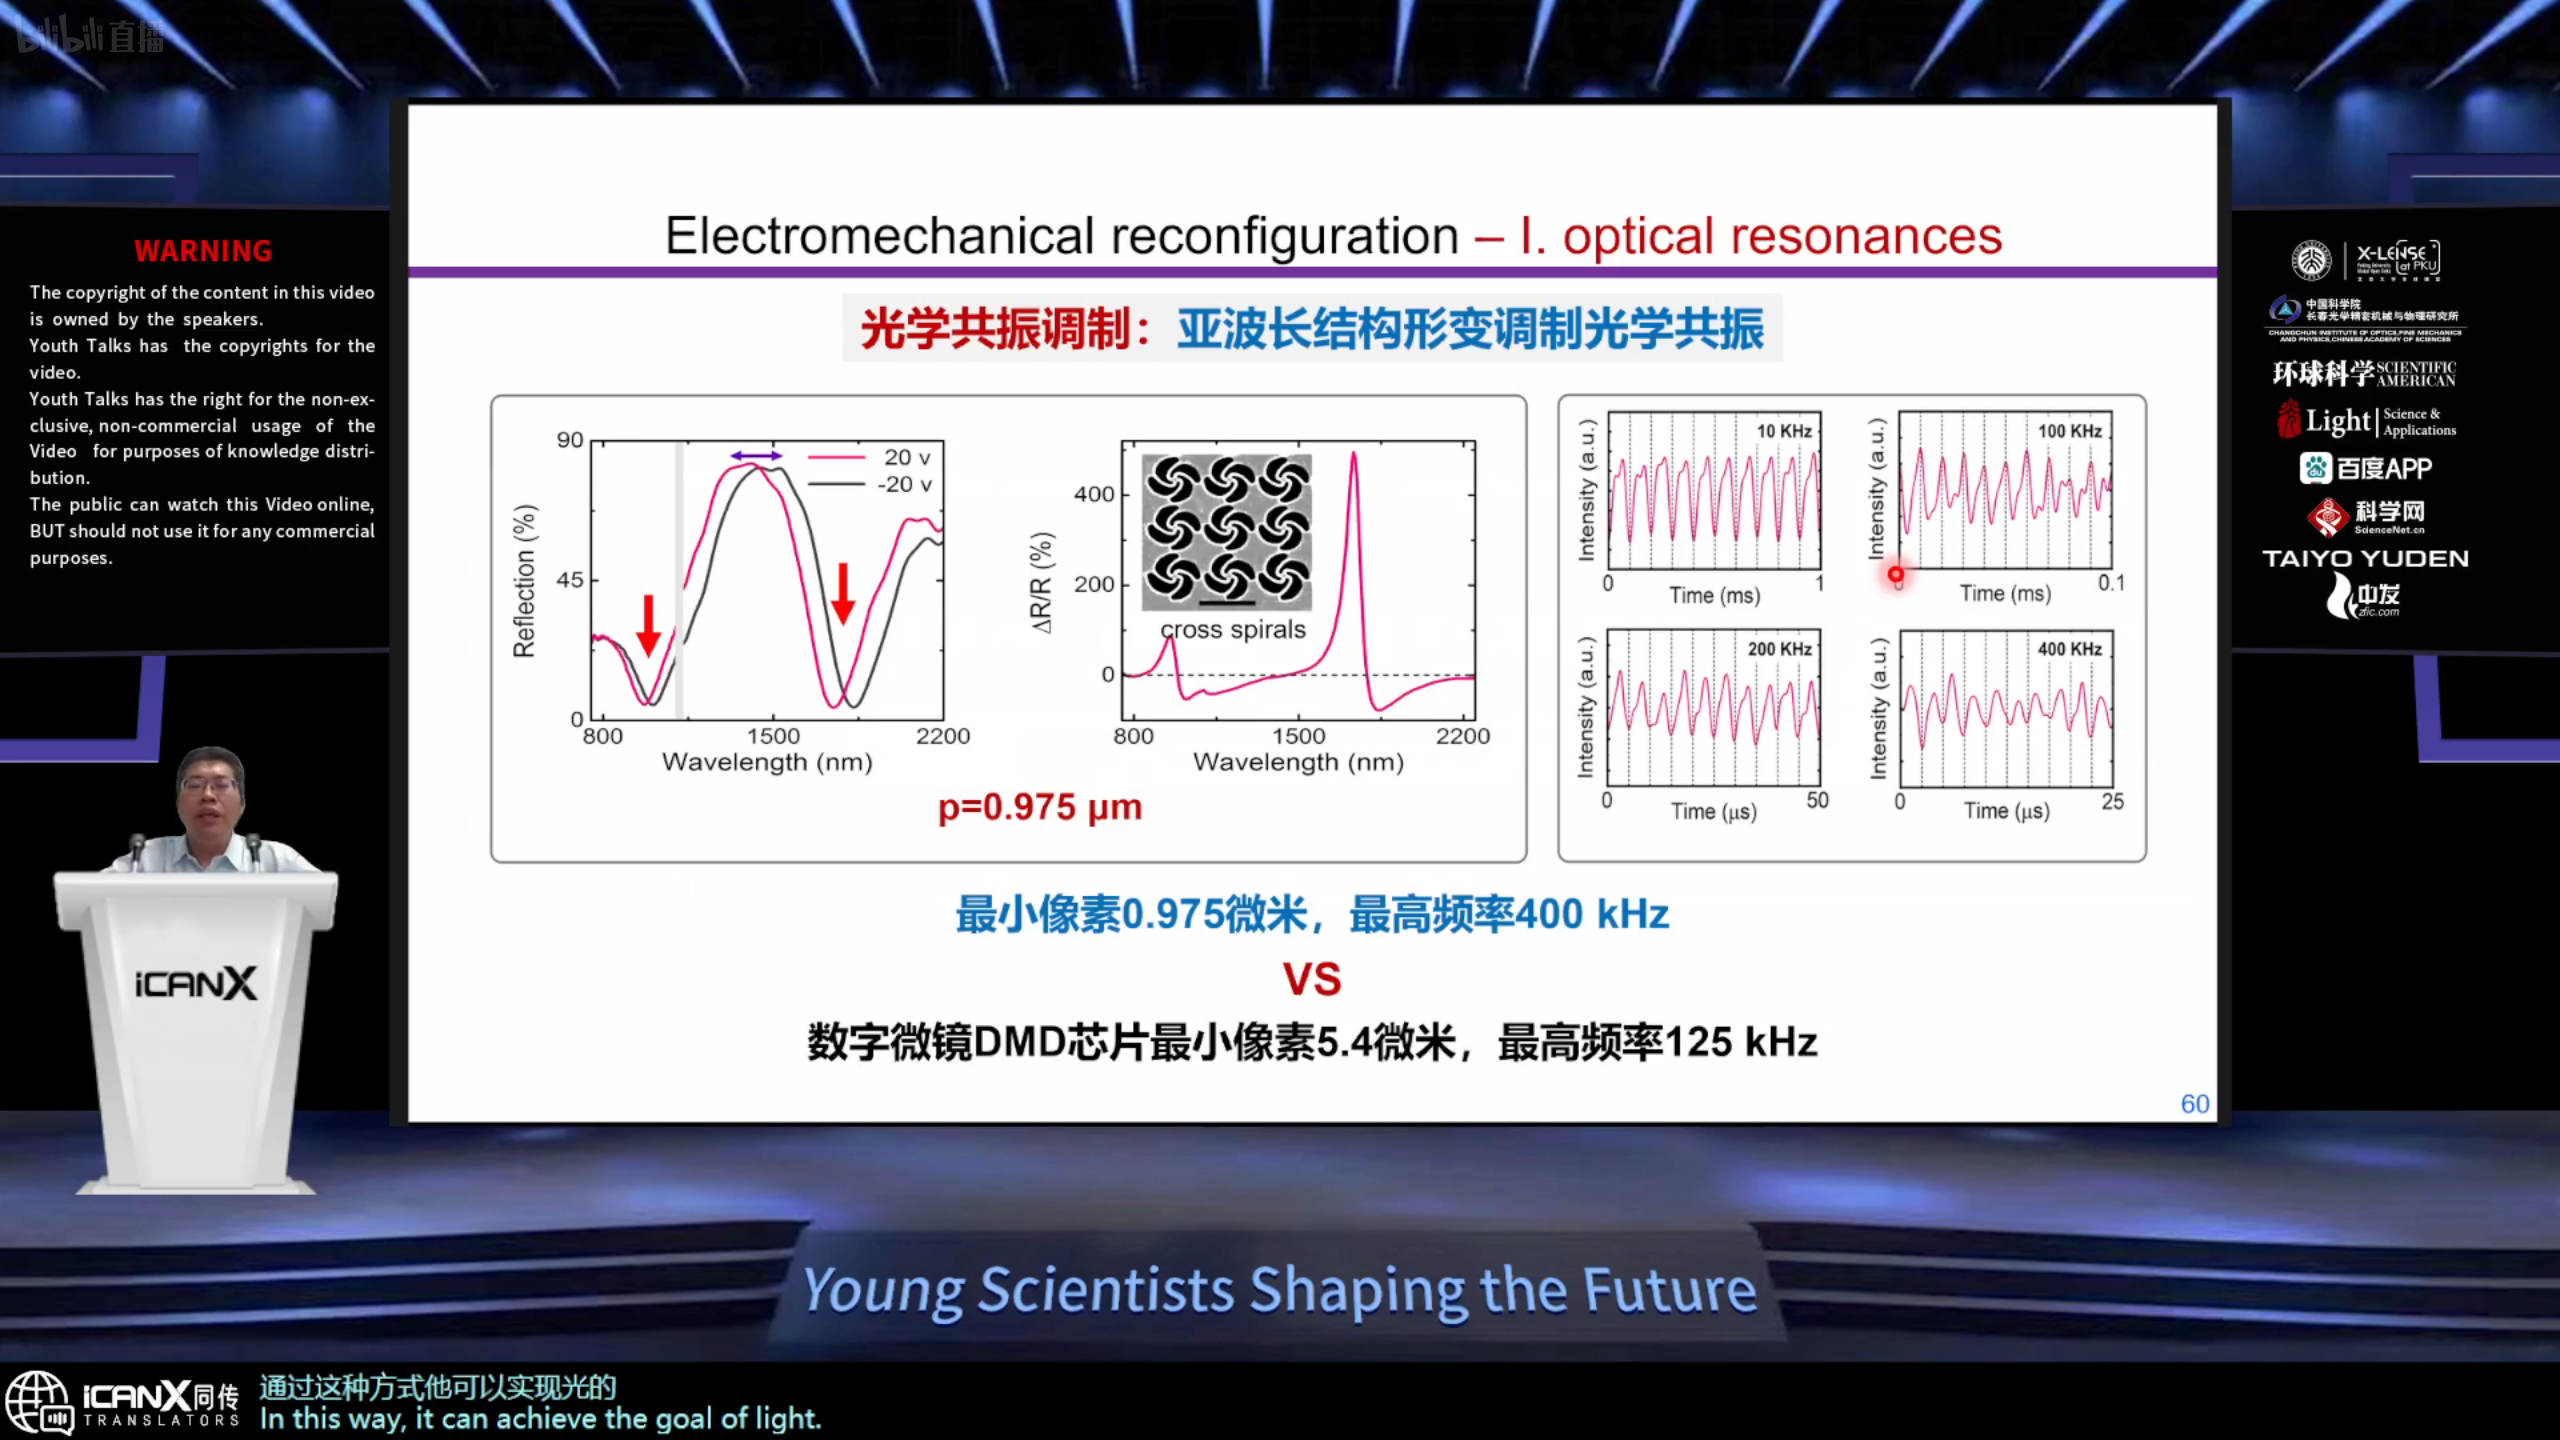 bilibili直播
WARNING
The copyright of the content in this video
is owned by the speakers.
Youth Talks has the copyrights for the
video.
Youth Talks has the right for the non-ex-
clusive, non-commercial usage of the
Video for purposes of knowledge distri-
bution.
The public can watch this Video online,
BUT should not use it for any commercial
purposes.
Electromechanical reconfiguration – I. optical resonances
光学共振调制：亚波长结构形变调制光学共振
90
45
0
Reflection (%)
20 v
-20 v
800
1500
2200
Wavelength (nm)
400
200
0
ΔR/R (%)
cross spirals
800
1500
2200
Wavelength (nm)
p=0.975 μm
10 KHz
Intensity (a.u.)
0
1
Time (ms)
100 KHz
Intensity (a.u.)
0.1
Time (ms)
200 KHz
Intensity (a.u.)
0
50
Time (μs)
400 KHz
Intensity (a.u.)
0
25
Time (μs)
最小像素0.975微米，最高频率400 kHz
VS
数字微镜DMD芯片最小像素5.4微米，最高频率125 kHz
60
X-LENSE
at PKU
中国科学院
长春光学精密机械与物理研究所
CHANGCHUN INSTITUTE OF OPTICS,FINE MECHANICS
AND PHYSICS,CHINESE ACADEMY OF SCIENCES
环球科学 SCIENTIFIC
AMERICAN
Light Science &
Applications
du 百度APP
科学网
ScienceNet.cn
TAIYO YUDEN
中发
zfic.com
iCANX
Young Scientists Shaping the Future
iCANX同传
TRANSLATORS
通过这种方式他可以实现光的
In this way, it can achieve the goal of light.